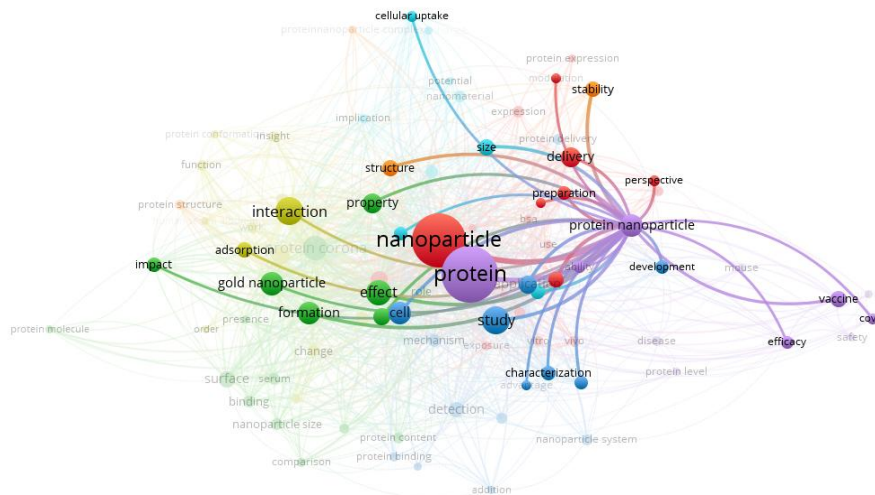 cellular uptake
proteinnanoparticle complex
protein expression
potential
modulation
stability
nanomaterial
expression
implication
protein conformation
insight
protein delivery
size
delivery
function
structure
perspective
preparation
protein structure
interaction
property
bsa
protein nanoparticle
nanoparticle
use
adsorption
protein corona
impact
protein
ability
development
mouse
gold nanoparticle
effect
role
application
vaccine
formation
cell
study
presence
cov
protein molecule
order
mechanism
exposure
vitro
vivo
disease
efficacy
safety
change
surface
serum
characterization
protein level
advantage
binding
detection
nanoparticle size
protein content
nanoparticle system
protein binding
comparison
addition